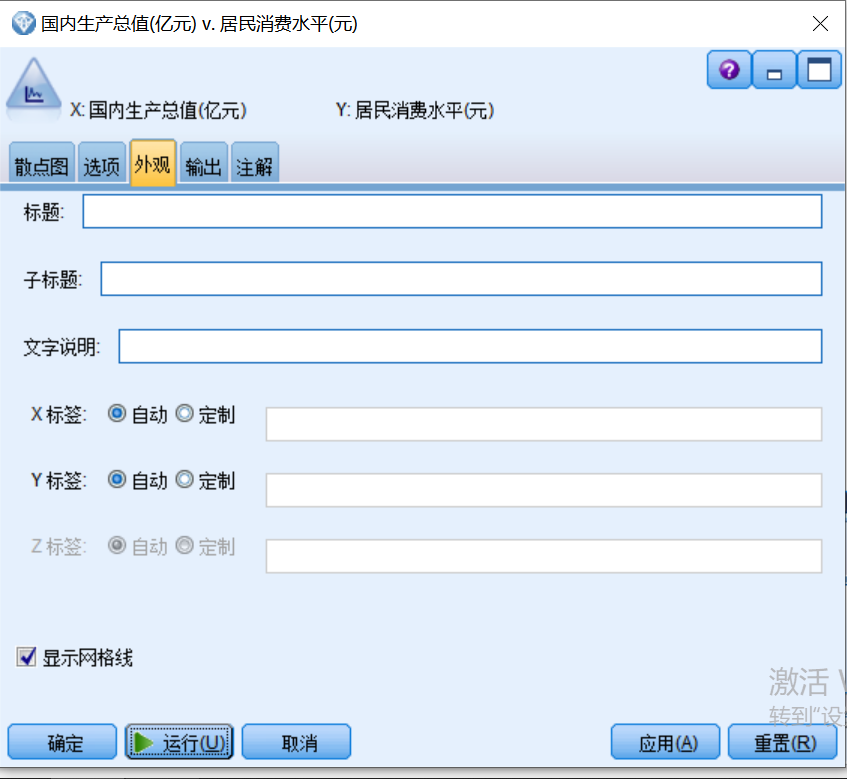 国内生产总值(亿元) v. 居民消费水平(元)
X: 国内生产总值(亿元) Y: 居民消费水平(元)
散点图 选项 外观 输出 注解
标题:
子标题:
文字说明:
X 标签: 自动 定制
Y 标签: 自动 定制
Z 标签: 自动 定制
显示网格线
激活
转到"设
确定 运行(U) 取消 应用(A) 重置(R)